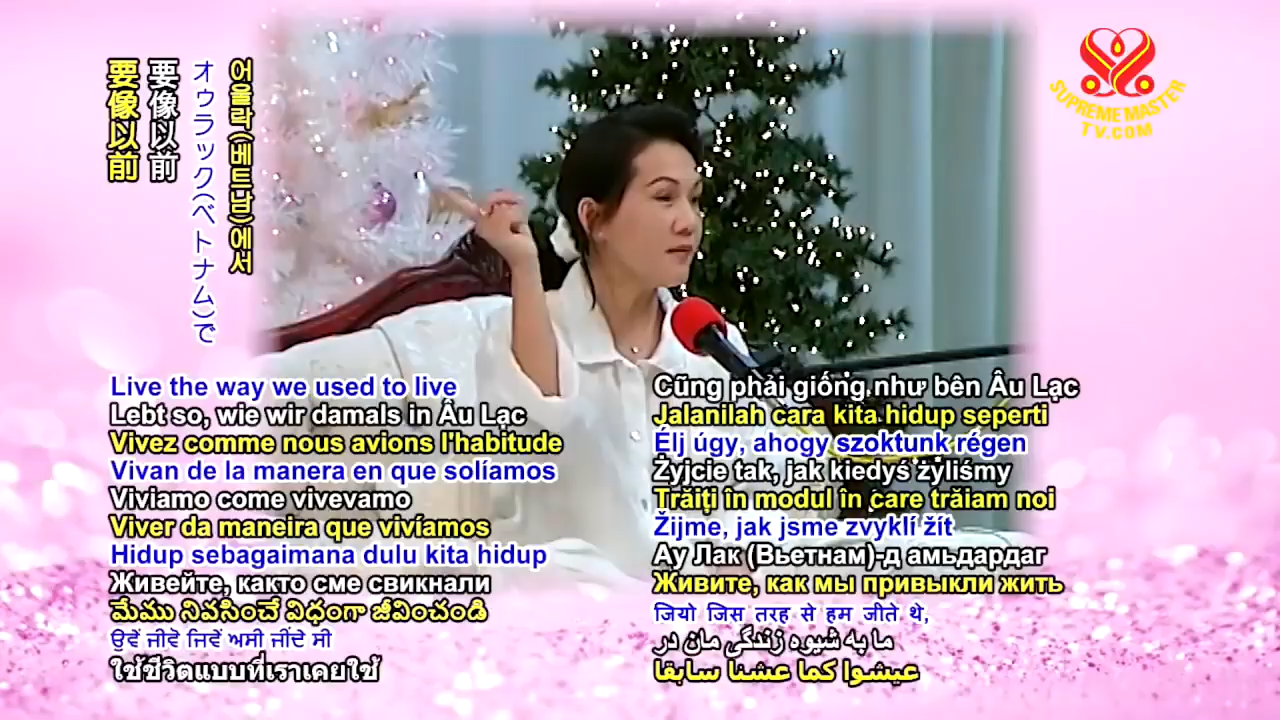 어울락(베트남)에서
オゥラック(ベトナム)で
要像以前
要像以前
SUPREME MASTER
TV.COM
Live the way we used to live
Lebt so, wie wir damals in Âu Lạc
Vivez comme nous avions l'habitude
Vivan de la manera en que solíamos
Viviamo come vivevamo
Viver da maneira que vivíamos
Hidup sebagaimana dulu kita hidup
Живейте, както сме свикнали
మేము నివసించే విధంగా జీవించండి
ਉਵੇਂ ਜੀਵੋ ਜਿਵੇਂ ਅਸੀ ਜੀਂਦੇ ਸੀ
ใช้ชีวิตแบบที่เราเคยใช้
Cũng phải giống như bên Âu Lạc
Jalanilah cara kita hidup seperti
Élj úgy, ahogy szoktunk régen
Żyjcie tak, jak kiedyś żyliśmy
Trăiți în modul în care trăiam noi
Žijme, jak jsme zvyklí žít
Ау Лак (Вьетнам)-д амьдардаг
Живите, как мы привыкли жить
जियो जिस तरह से हम जीते थे,
ما به شیوه زندگی مان در
عيشوا كما عشنا سابقا